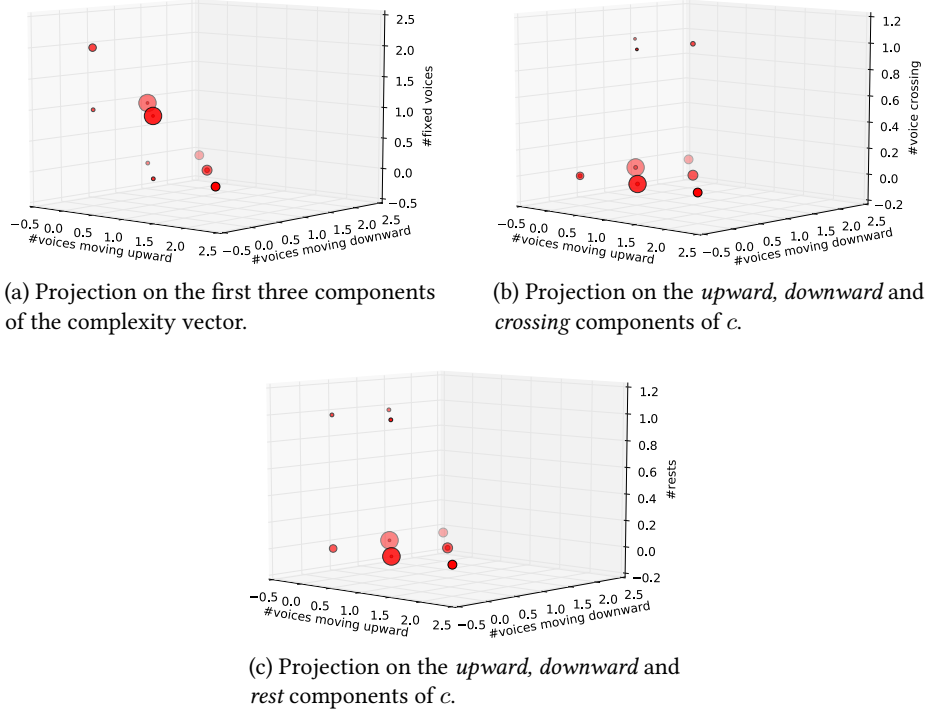 2.5
2.0
1.5
1.0
0.5
0.0
−0.5
#fixed voices
−0.5 0.0 0.5 1.0 1.5 2.0 2.5
#voices moving upward
−0.5 0.0 0.5 1.0 1.5 2.0 2.5
#voices moving downward
(a) Projection on the first three components
of the complexity vector.
1.2
1.0
0.8
0.6
0.4
0.2
0.0
−0.2
#voice crossing
−0.5 0.0 0.5 1.0 1.5 2.0 2.5
#voices moving upward
−0.5 0.0 0.5 1.0 1.5 2.0 2.5
#voices moving downward
(b) Projection on the upward, downward and
crossing components of c.
1.2
1.0
0.8
0.6
0.4
0.2
0.0
−0.2
#rests
−0.5 0.0 0.5 1.0 1.5 2.0 2.5
#voices moving upward
−0.5 0.0 0.5 1.0 1.5 2.0 2.5
#voices moving downward
(c) Projection on the upward, downward and
rest components of c.